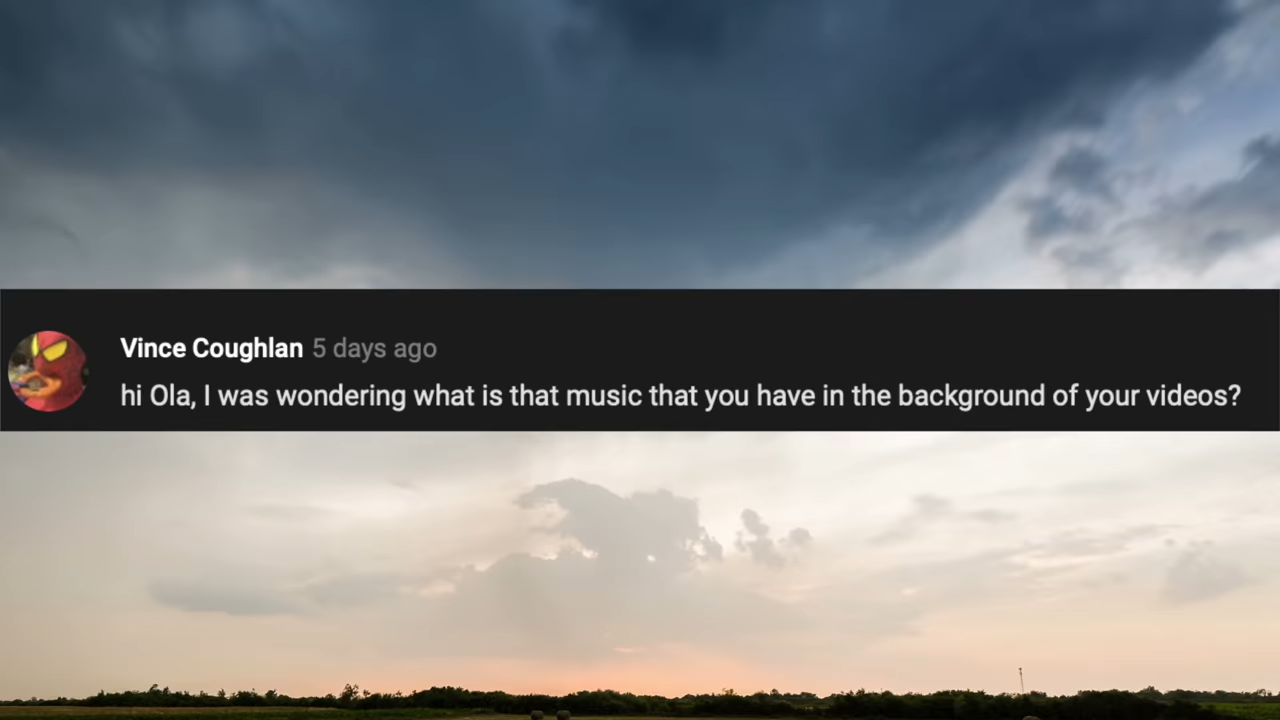 Vince Coughlan 5 days ago
hi Ola, I was wondering what is that music that you have in the background of your videos?